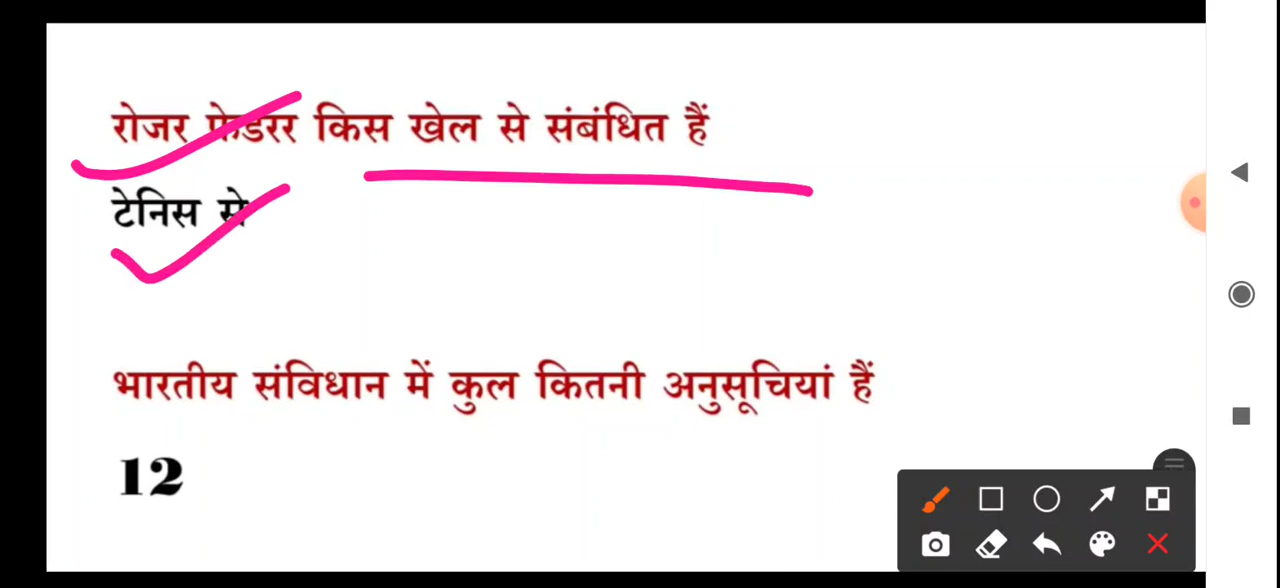 रोजर फेडरर किस खेल से संबंधित हैं
टेनिस से
भारतीय संविधान में कुल कितनी अनुसूचियां हैं
12